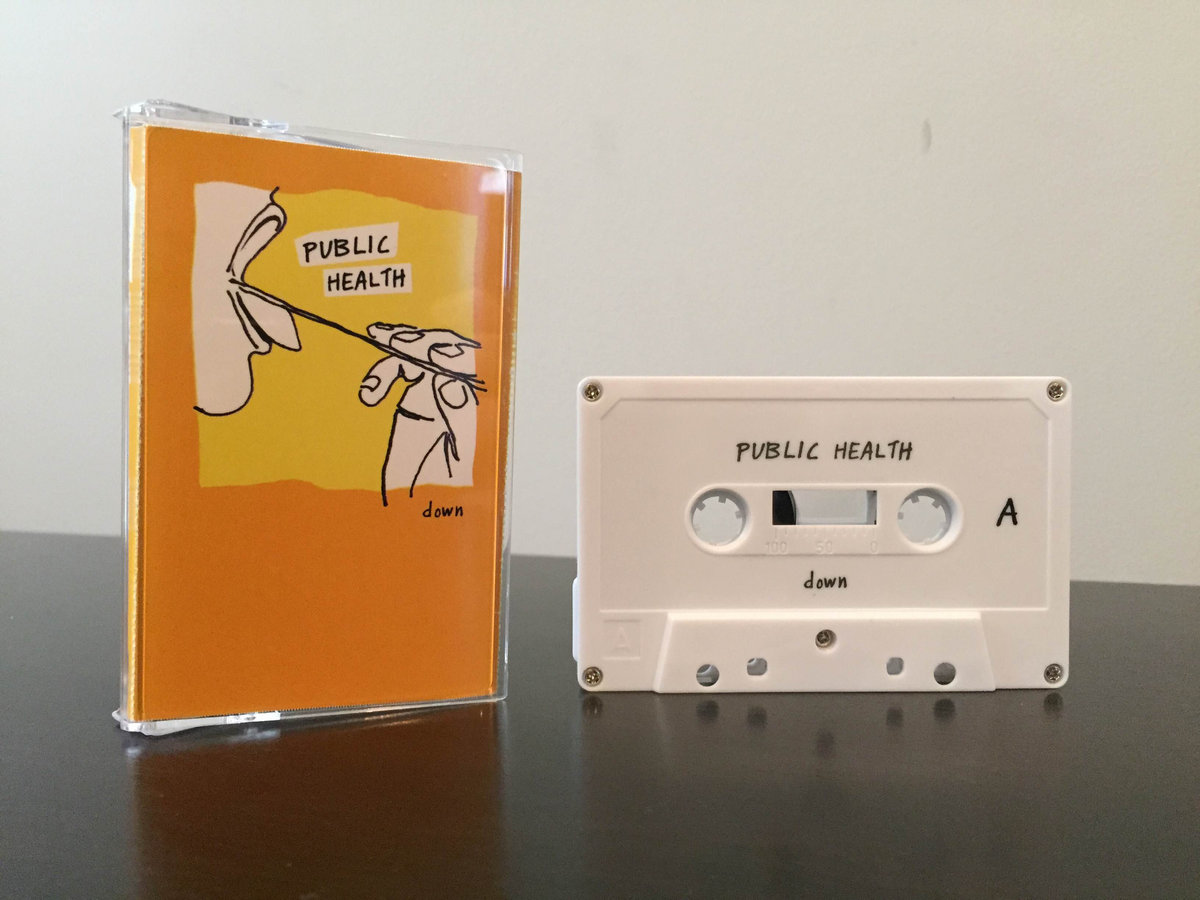 PUBLIC
HEALTH
down
PUBLIC HEALTH
A
100 50 0
down
A